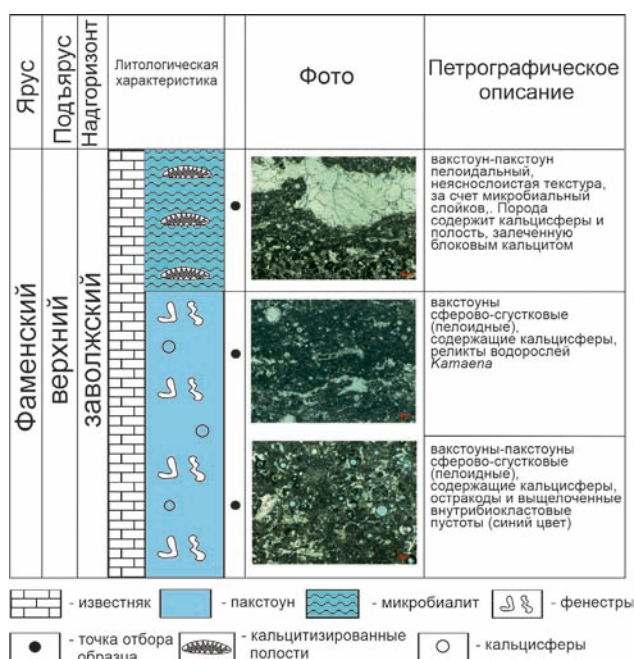 Ярус
Подъярус
Надгоризонт
Литологическая
характеристика
Фото
Петрографическое
описание
Фаменский
верхний
заволжский
вакстоун-пакстоун
пелоидальный,
неяснослоистая текстура,
за счет микробиальный
слойков,. Порода
содержит кальцисферы и
полость, залеченную
блоковым кальцитом
вакстоуны
сферово-сгустковые
(пелоидные),
содержащие кальцисферы,
реликты водорослей
Kamaena
вакстоуны-пакстоуны
сферово-сгустковые
(пелоидные),
содержащие кальцисферы,
остракоды и выщелоченные
внутрибиокластовые
пустоты (синий цвет)
- известняк
- пакстоун
- микробиалит
- фенестры
- точка отбора
образца
- кальцитизированные
полости
- кальцисферы